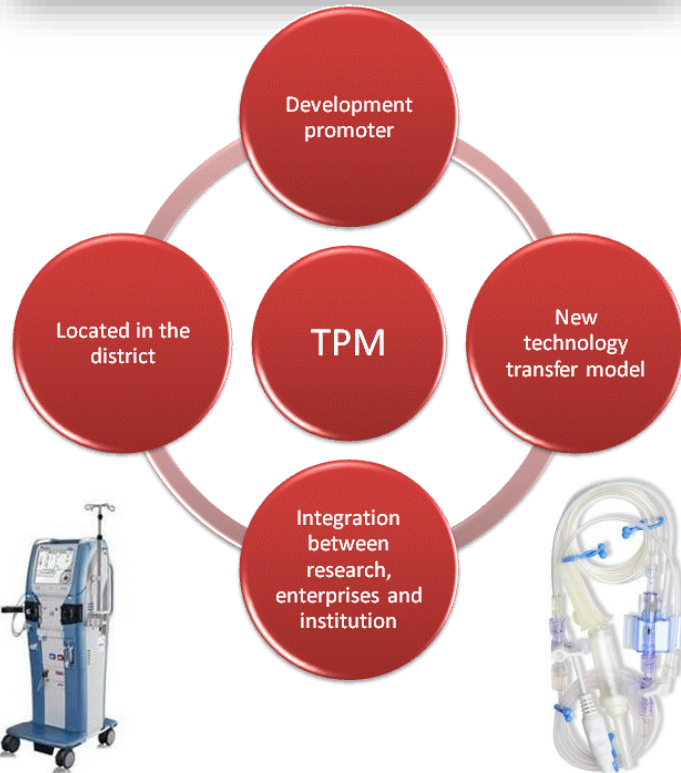 Development
promoter
Located in the
district
TPM
New
technology
transfer model
Integration
between
research,
enterprises and
institution